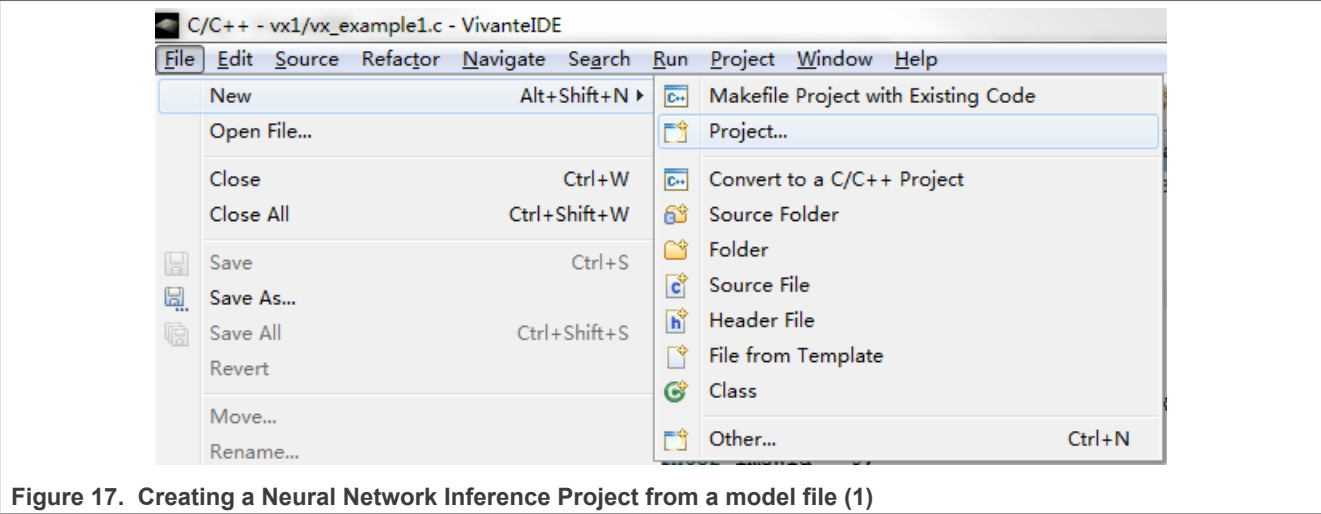 C/C++ - vx1/vx_example1.c - VivanteIDE
File Edit Source Refactor Navigate Search Run Project Window Help
New Alt+Shift+N
Open File...
Close Ctrl+W
Close All Ctrl+Shift+W
Save Ctrl+S
Save As...
Save All Ctrl+Shift+S
Revert
Move...
Rename...
Makefile Project with Existing Code
Project...
Convert to a C/C++ Project
Source Folder
Folder
Source File
Header File
File from Template
Class
Other... Ctrl+N
Figure 17. Creating a Neural Network Inference Project from a model file (1)